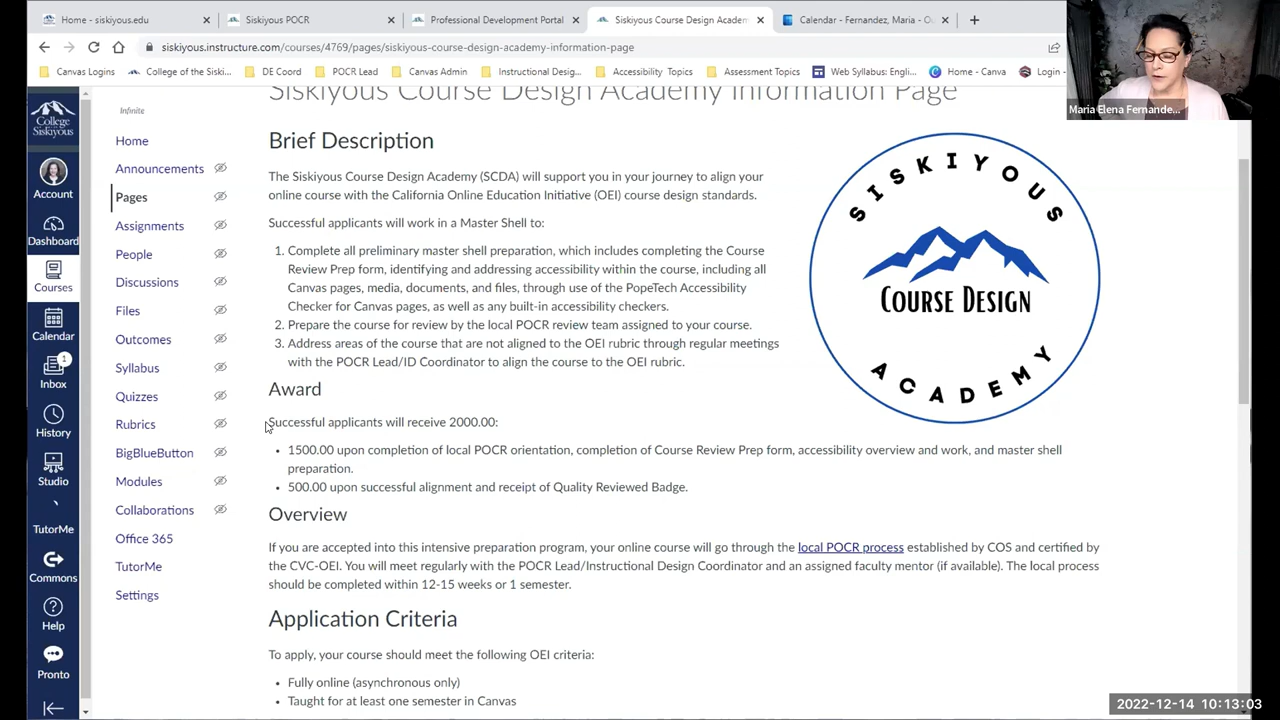 Home - siskiyous.edu
Siskiyous POCR
Professional Development Portal
Siskiyous Course Design Academ
Calendar - Fernandez, Maria - Ou
siskiyous.instructure.com/courses/4769/pages/siskiyous-course-design-academy-information-page
Canvas Logins
College of the Siski...
DE Coord
POCR Lead
Canvas Admin
Instructional Desig...
Accessibility Topics
Assessment Topics
Web Syllabus: Engli...
Home - Canva
Login -
Maria Elena Fernande...
College
Siskiyous
Account
Dashboard
Courses
Calendar
1
Inbox
History
Studio
TutorMe
Commons
Help
Pronto
Infinite
Home
Announcements
Pages
Assignments
People
Discussions
Files
Outcomes
Syllabus
Quizzes
Rubrics
BigBlueButton
Modules
Collaborations
Office 365
TutorMe
Settings
Siskiyous Course Design Academy Information Page
Brief Description
The Siskiyous Course Design Academy (SCDA) will support you in your journey to align your
online course with the California Online Education Initiative (OEI) course design standards.
Successful applicants will work in a Master Shell to:
1. Complete all preliminary master shell preparation, which includes completing the Course
Review Prep form, identifying and addressing accessibility within the course, including all
Canvas pages, media, documents, and files, through use of the PopeTech Accessibility
Checker for Canvas pages, as well as any built-in accessibility checkers.
2. Prepare the course for review by the local POCR review team assigned to your course.
3. Address areas of the course that are not aligned to the OEI rubric through regular meetings
with the POCR Lead/ID Coordinator to align the course to the OEI rubric.
SISKIYOUS
COURSE DESIGN
ACADEMY
Award
Successful applicants will receive 2000.00:
• 1500.00 upon completion of local POCR orientation, completion of Course Review Prep form, accessibility overview and work, and master shell
preparation.
• 500.00 upon successful alignment and receipt of Quality Reviewed Badge.
Overview
If you are accepted into this intensive preparation program, your online course will go through the local POCR process established by COS and certified by
the CVC-OEI. You will meet regularly with the POCR Lead/Instructional Design Coordinator and an assigned faculty mentor (if available). The local process
should be completed within 12-15 weeks or 1 semester.
Application Criteria
To apply, your course should meet the following OEI criteria:
• Fully online (asynchronous only)
• Taught for at least one semester in Canvas
2022-12-14 10:13:03